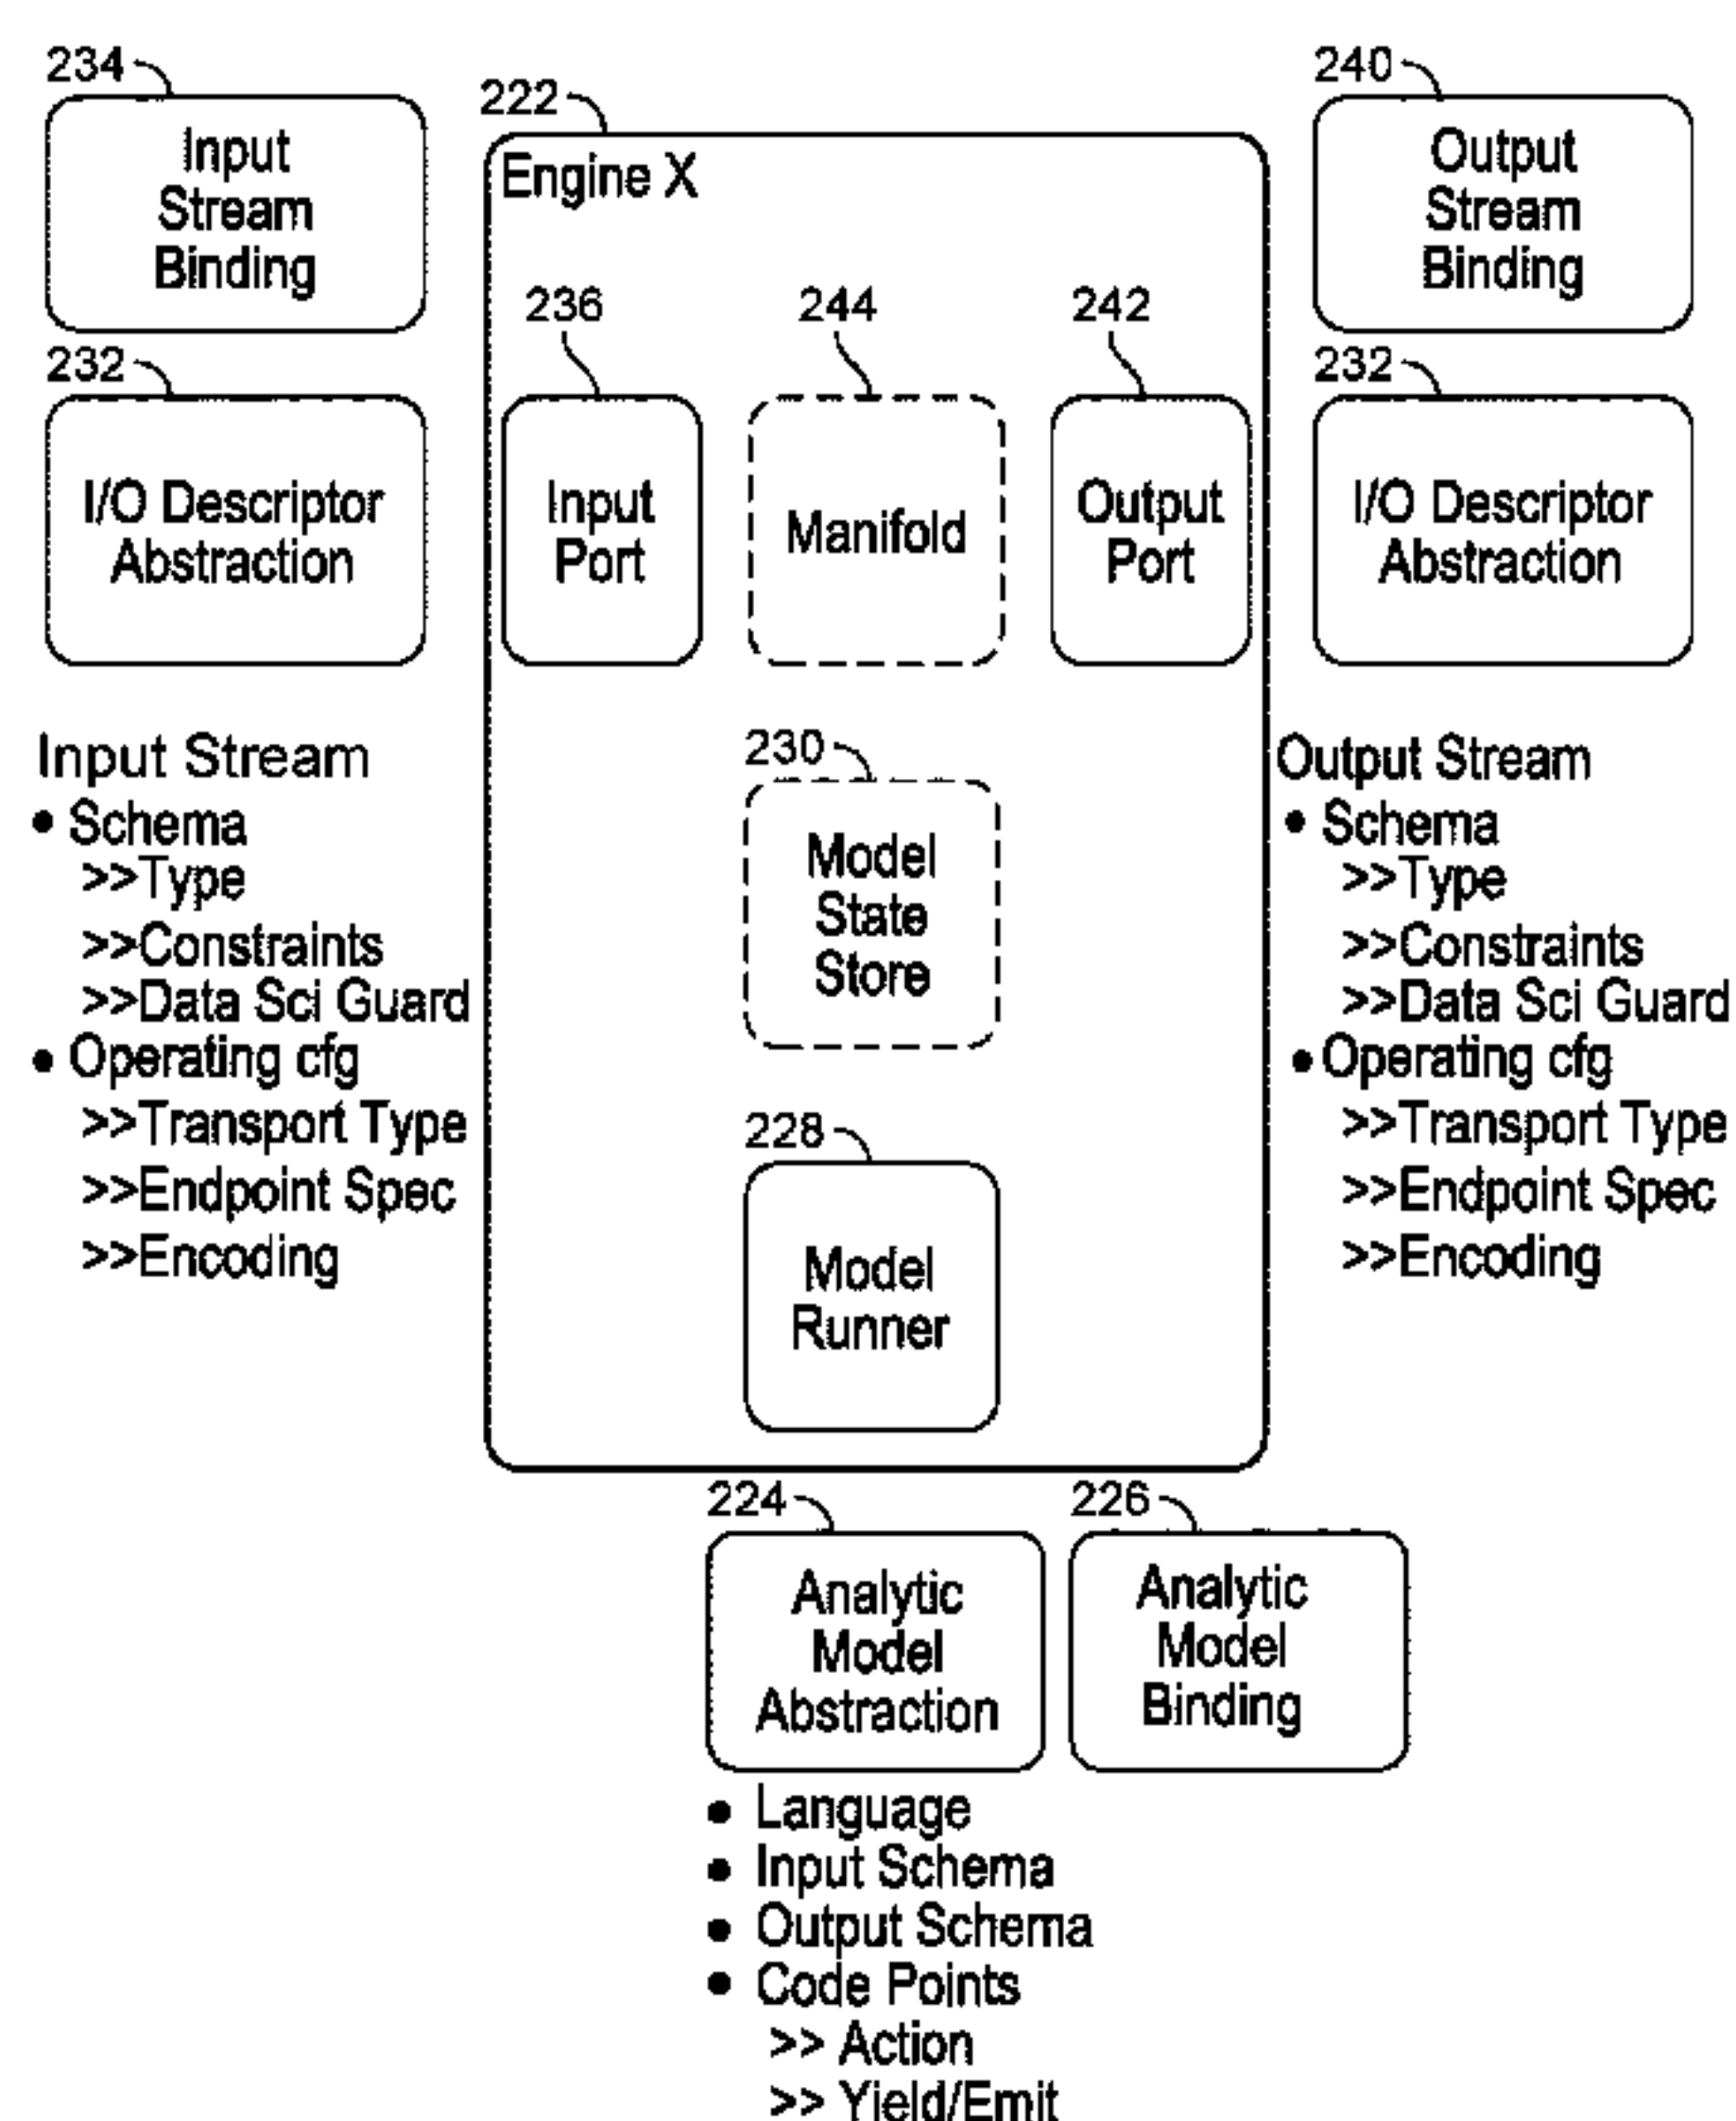 234
Input
Stream
Binding
232
I/O Descriptor
Abstraction
Input Stream
• Schema
>>Type
>>Constraints
>>Data Sci Guard
• Operating cfg
>>Transport Type
>>Endpoint Spec
>>Encoding
222
Engine X
236
Input
Port
244
Manifold
242
Output
Port
230
Model
State
Store
228
Model
Runner
240
Output
Stream
Binding
232
I/O Descriptor
Abstraction
Output Stream
• Schema
>>Type
>>Constraints
>>Data Sci Guard
• Operating cfg
>>Transport Type
>>Endpoint Spec
>>Encoding
224
Analytic
Model
Abstraction
226
Analytic
Model
Binding
• Language
• Input Schema
• Output Schema
• Code Points
>> Action
>> Yield/Emit